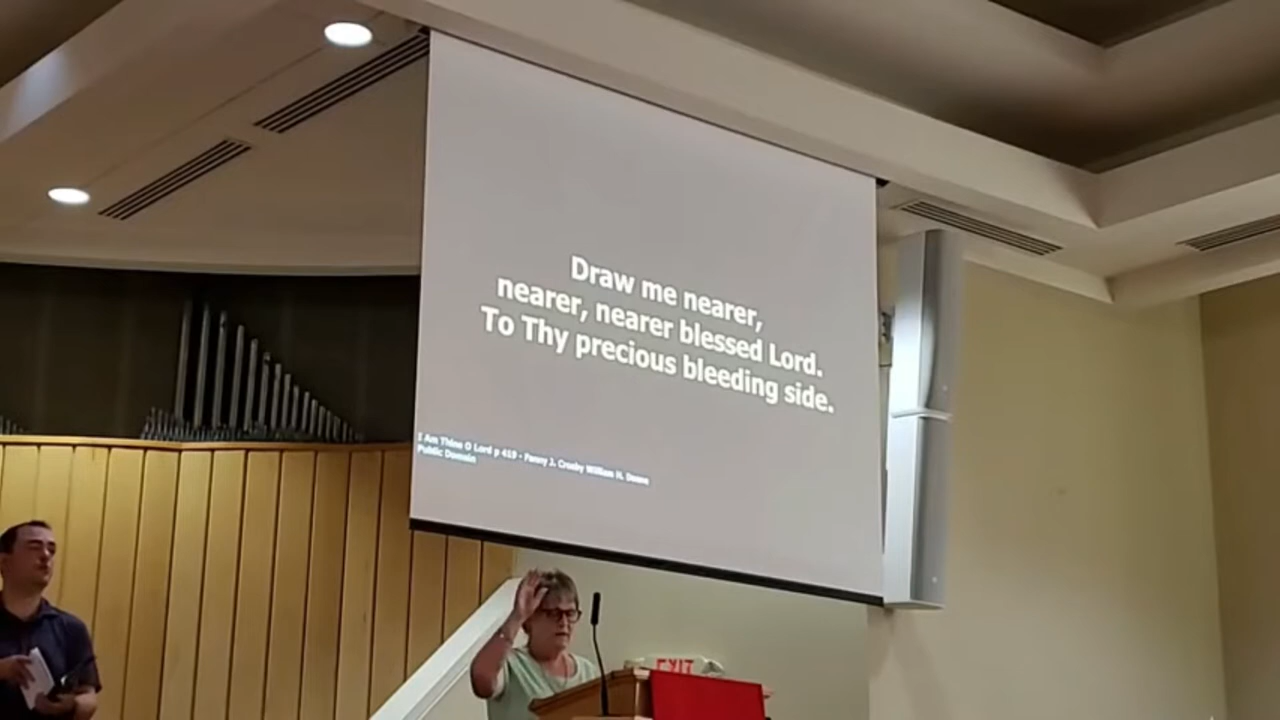 Draw me nearer,
nearer, nearer blessed Lord.
To Thy precious bleeding side.
I Am Thine O Lord p 419 - Fanny J. Crosby William H. Doane
Public Domain
EXIT